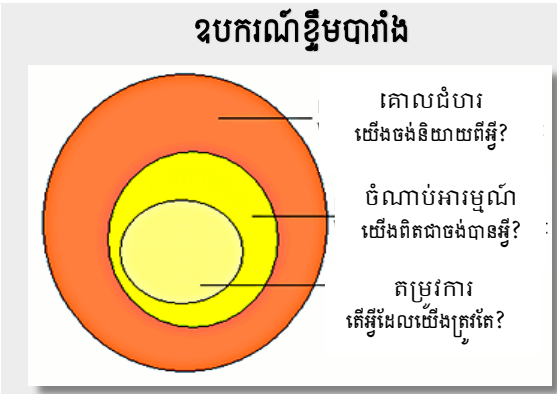 ឧបករណ៍ខ្ទឹមបារាំង
គោលជំហរ
យើងចង់និយាយពីអ្វី?
ចំណាប់អារម្មណ៍
យើងពិតជាចង់បានអ្វី?
តម្រូវការ
តើអ្វីដែលយើងត្រូវតែ?